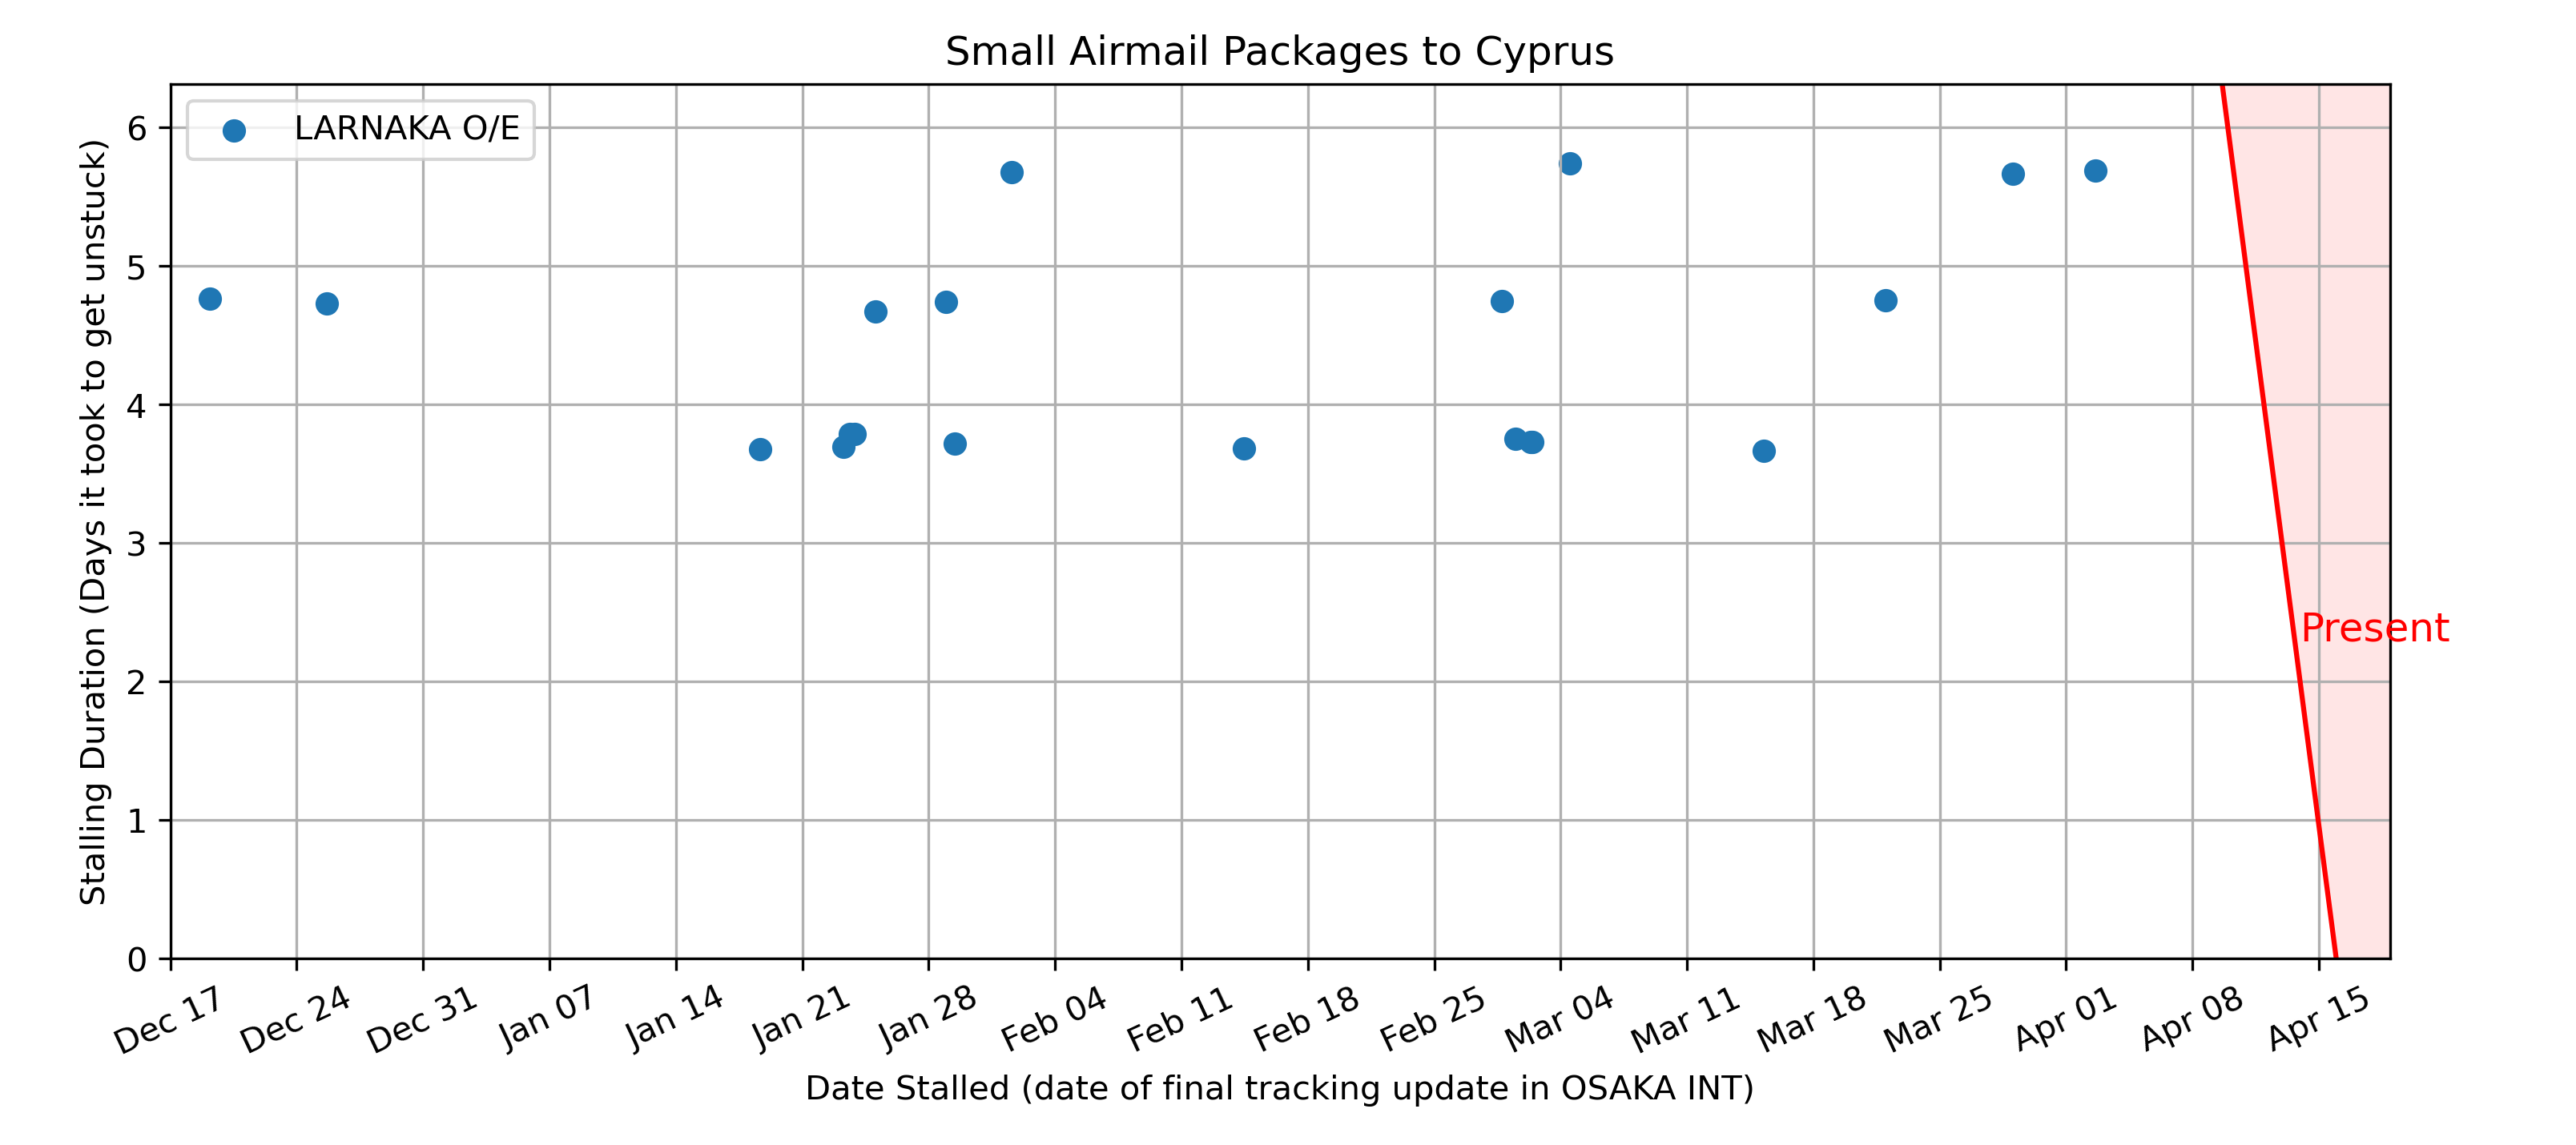 Small Airmail Packages to Cyprus
LARNAKA O/E
Stalling Duration (Days it took to get unstuck)
6
5
4
3
2
1
0
Present
Dec 17
Dec 24
Dec 31
Jan 07
Jan 14
Jan 21
Jan 28
Feb 04
Feb 11
Feb 18
Feb 25
Mar 04
Mar 11
Mar 18
Mar 25
Apr 01
Apr 08
Apr 15
Date Stalled (date of final tracking update in OSAKA INT)